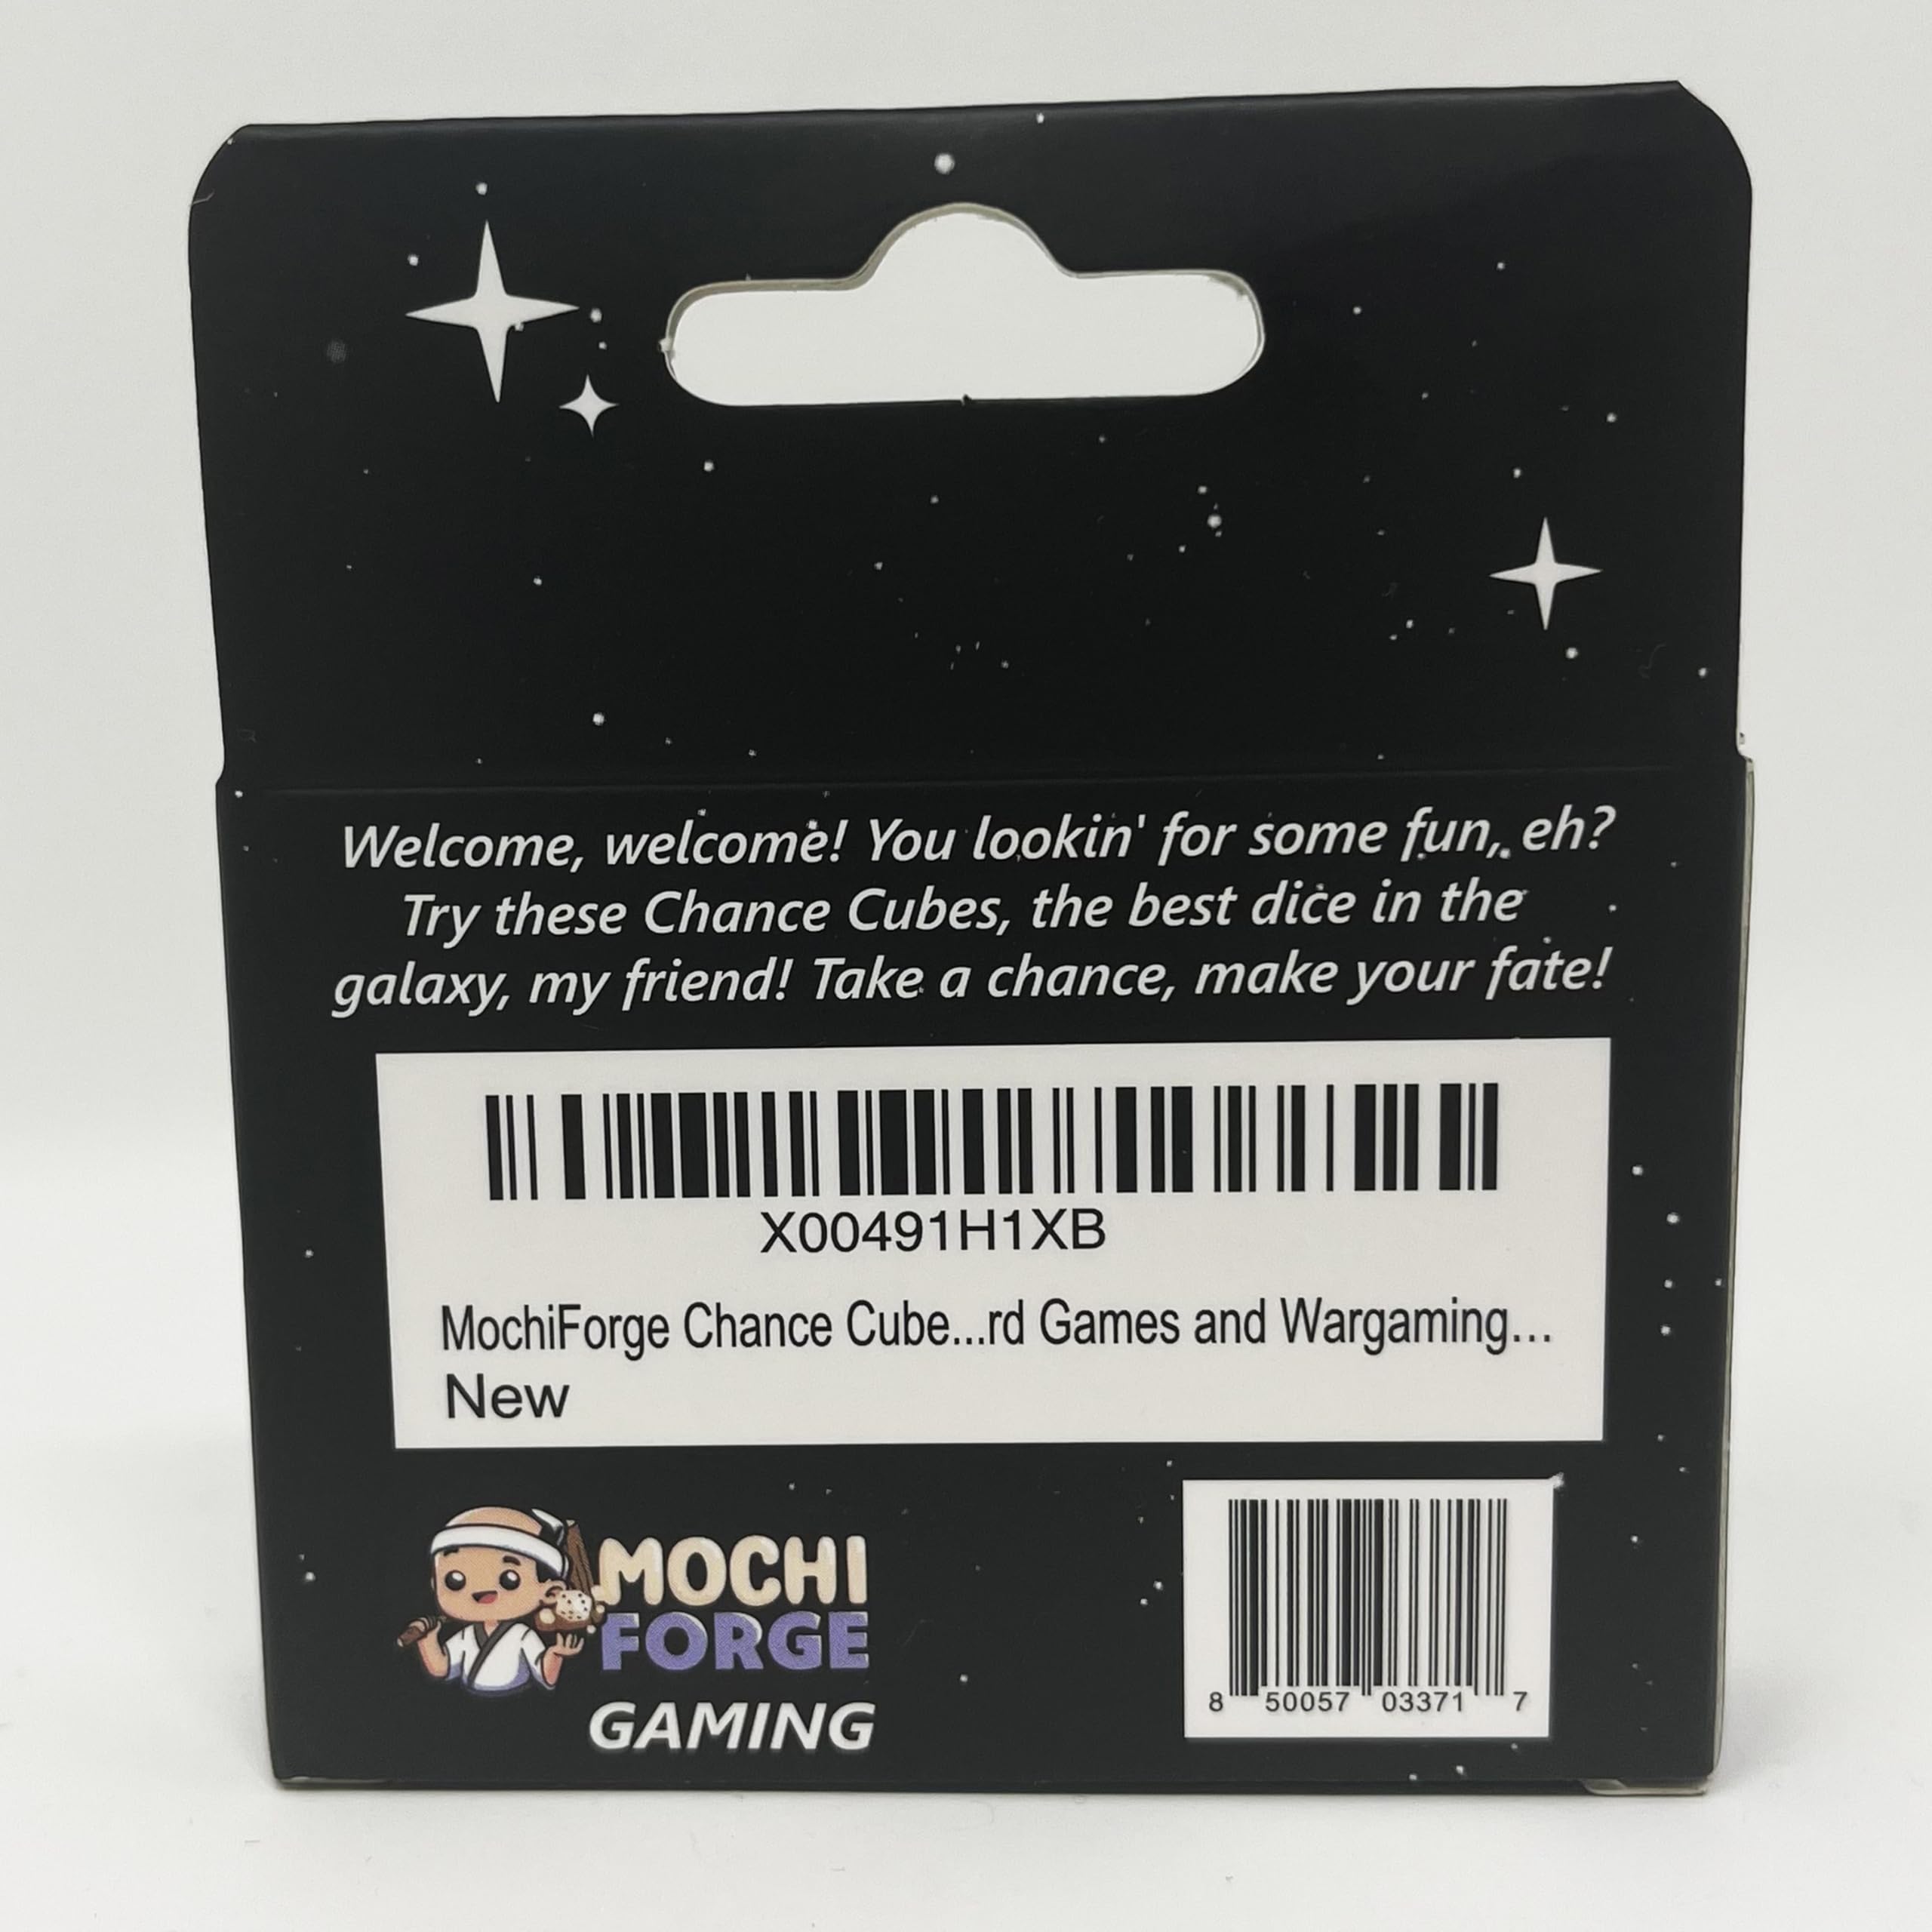 Welcome, welcome! You lookin' for some fun, eh?
Try these Chance Cubes, the best dice in the
galaxy, my friend! Take a chance, make your fate!
X00491H1XB
MochiForge Chance Cube...rd Games and Wargaming...
New
MOCHI
FORGE
GAMING
8 50057 03371 7